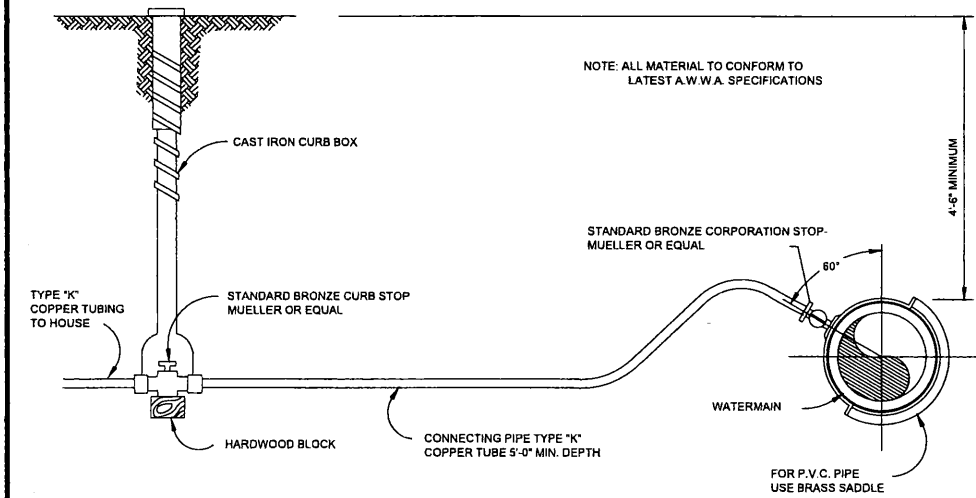 NOTE: ALL MATERIAL TO CONFORM TO
LATEST A.W.W.A. SPECIFICATIONS
4'-6" MINIMUM
CAST IRON CURB BOX
STANDARD BRONZE CORPORATION STOP-
MUELLER OR EQUAL
60°
TYPE "K"
COPPER TUBING
TO HOUSE
STANDARD BRONZE CURB STOP
MUELLER OR EQUAL
WATERMAIN
HARDWOOD BLOCK
CONNECTING PIPE TYPE "K"
COPPER TUBE 5'-0" MIN. DEPTH
FOR P.V.C. PIPE
USE BRASS SADDLE